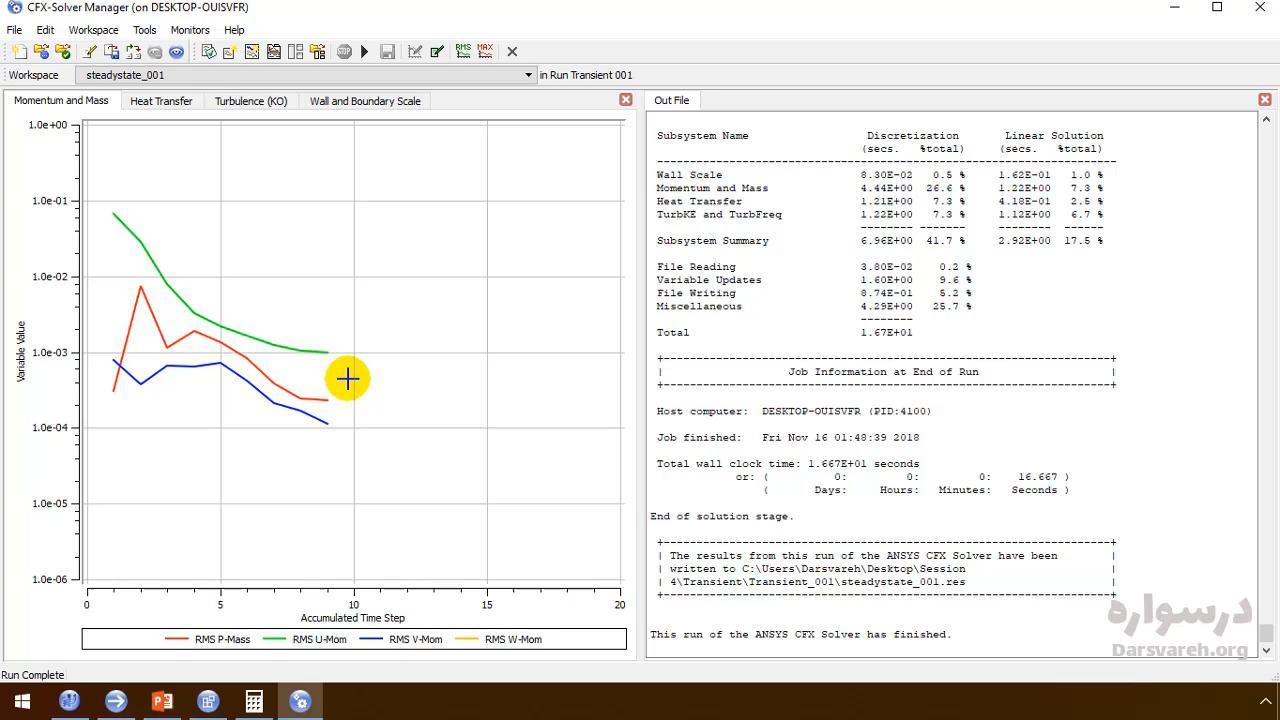 CFX-Solver Manager (on DESKTOP-OUISVFR)
File Edit Workspace Tools Monitors Help
RMS MAX
Workspace steadystate_001 in Run Transient 001
Momentum and Mass Heat Transfer Turbulence (KO) Wall and Boundary Scale
1.0e+00
1.0e-01
1.0e-02
1.0e-03
1.0e-04
1.0e-05
1.0e-06
Variable Value
0 5 10 15 20
Accumulated Time Step
RMS P-Mass RMS U-Mom RMS V-Mom RMS W-Mom
Out File
Subsystem Name Discretization Linear Solution
(secs. %total) (secs. %total)
----------------------------------------------------------------------
Wall Scale 8.30E-02 0.5 % 1.62E-01 1.0 %
Momentum and Mass 4.44E+00 26.6 % 1.22E+00 7.3 %
Heat Transfer 1.21E+00 7.3 % 4.18E-01 2.5 %
TurbKE and TurbFreq 1.22E+00 7.3 % 1.12E+00 6.7 %
-------- ------- -------- ------
Subsystem Summary 6.96E+00 41.7 % 2.92E+00 17.5 %
File Reading 3.80E-02 0.2 %
Variable Updates 1.60E+00 9.6 %
File Writing 8.74E-01 5.2 %
Miscellaneous 4.29E+00 25.7 %
--------
Total 1.67E+01
+--------------------------------------------------------------------+
| Job Information at End of Run |
+--------------------------------------------------------------------+
Host computer: DESKTOP-OUISVFR (PID:4100)
Job finished: Fri Nov 16 01:48:39 2018
Total wall clock time: 1.667E+01 seconds
or: ( 0: 0: 0: 16.667 )
( Days: Hours: Minutes: Seconds )
End of solution stage.
+--------------------------------------------------------------------+
| The results from this run of the ANSYS CFX Solver have been |
| written to C:\Users\Darsvareh\Desktop\Session |
| 4\Transient\Transient_001\steadystate_001.res |
+--------------------------------------------------------------------+
This run of the ANSYS CFX Solver has finished.
درسواره
Darsvareh.org
Run Complete